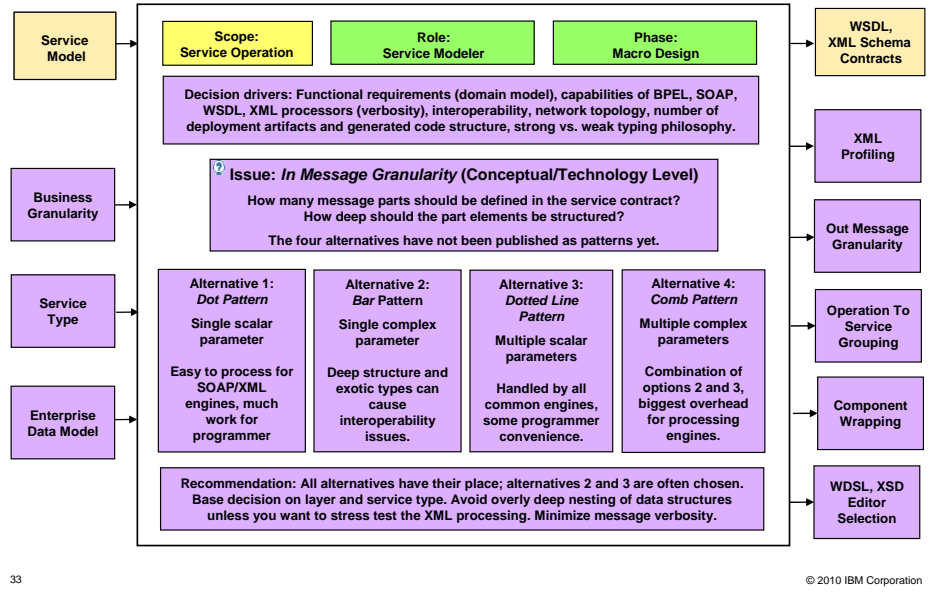 Service
Model
Business
Granularity
Service
Type
Enterprise
Data Model
Scope:
Service Operation
Role:
Service Modeler
Phase:
Macro Design
Decision drivers: Functional requirements (domain model), capabilities of BPEL, SOAP,
WSDL, XML processors (verbosity), interoperability, network topology, number of
deployment artifacts and generated code structure, strong vs. weak typing philosophy.
Issue: In Message Granularity (Conceptual/Technology Level)
How many message parts should be defined in the service contract?
How deep should the part elements be structured?
The four alternatives have not been published as patterns yet.
Alternative 1:
Dot Pattern
Single scalar
parameter
Easy to process for
SOAP/XML
engines, much
work for
programmer
Alternative 2:
Bar Pattern
Single complex
parameter
Deep structure and
exotic types can
cause
interoperability
issues.
Alternative 3:
Dotted Line
Pattern
Multiple scalar
parameters
Handled by all
common engines,
some programmer
convenience.
Alternative 4:
Comb Pattern
Multiple complex
parameters
Combination of
options 2 and 3,
biggest overhead
for processing
engines.
Recommendation: All alternatives have their place; alternatives 2 and 3 are often chosen.
Base decision on layer and service type. Avoid overly deep nesting of data structures
unless you want to stress test the XML processing. Minimize message verbosity.
WSDL,
XML Schema
Contracts
XML
Profiling
Out Message
Granularity
Operation To
Service
Grouping
Component
Wrapping
WDSL, XSD
Editor
Selection
33
© 2010 IBM Corporation